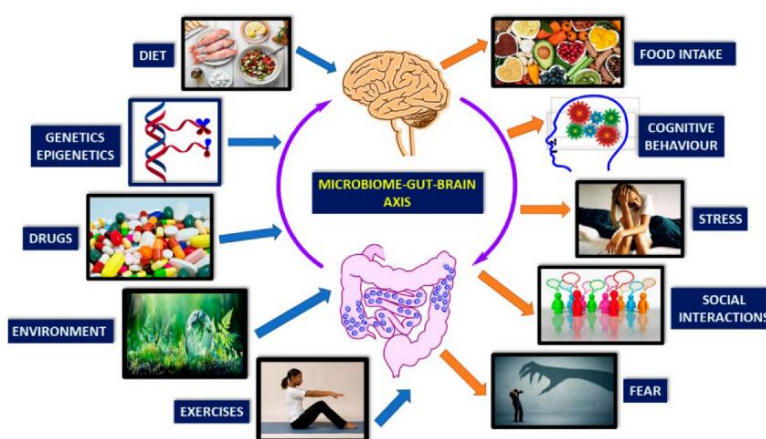 DIET
FOOD INTAKE
GENETICS
EPIGENETICS
COGNITIVE
BEHAVIOUR
MICROBIOME-GUT-BRAIN
AXIS
DRUGS
STRESS
ENVIRONMENT
SOCIAL
INTERACTIONS
EXERCISES
FEAR